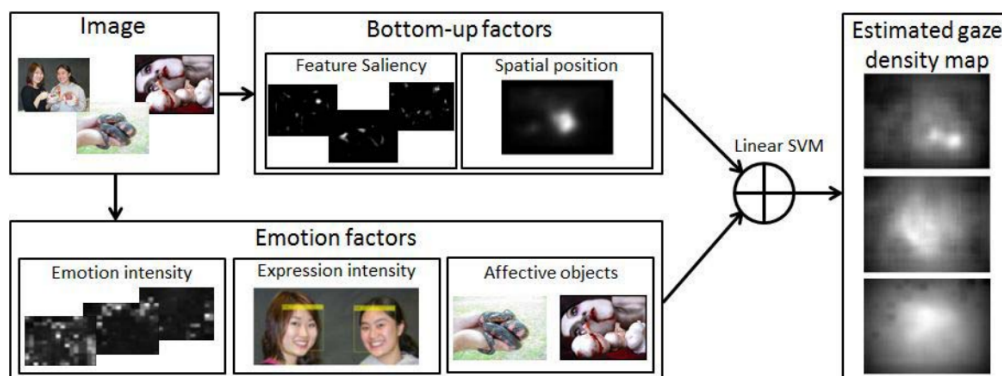 Image
Bottom-up factors
Feature Saliency
Spatial position
Estimated gaze
density map
Linear SVM
Emotion factors
Emotion intensity
Expression intensity
Affective objects